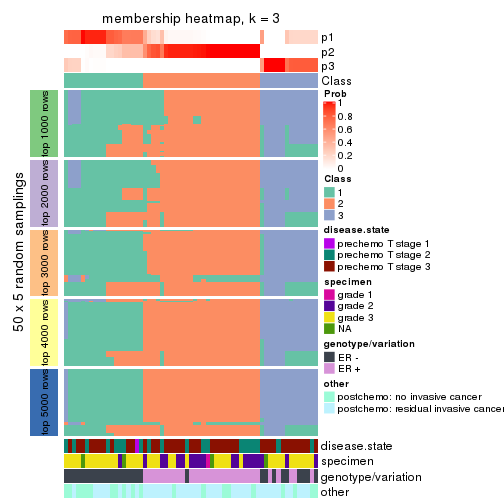 membership heatmap, k = 3
p1
p2
p3
Class
50 x 5 random samplings
top 1000 rows
top 2000 rows
top 3000 rows
top 4000 rows
top 5000 rows
Prob
1
0.8
0.6
0.4
0.2
0
Class
1
2
3
disease.state
prechemo T stage 1
prechemo T stage 2
prechemo T stage 3
specimen
grade 1
grade 2
grade 3
NA
genotype/variation
ER -
ER +
other
postchemo: no invasive cancer
postchemo: residual invasive cancer
disease.state
specimen
genotype/variation
other